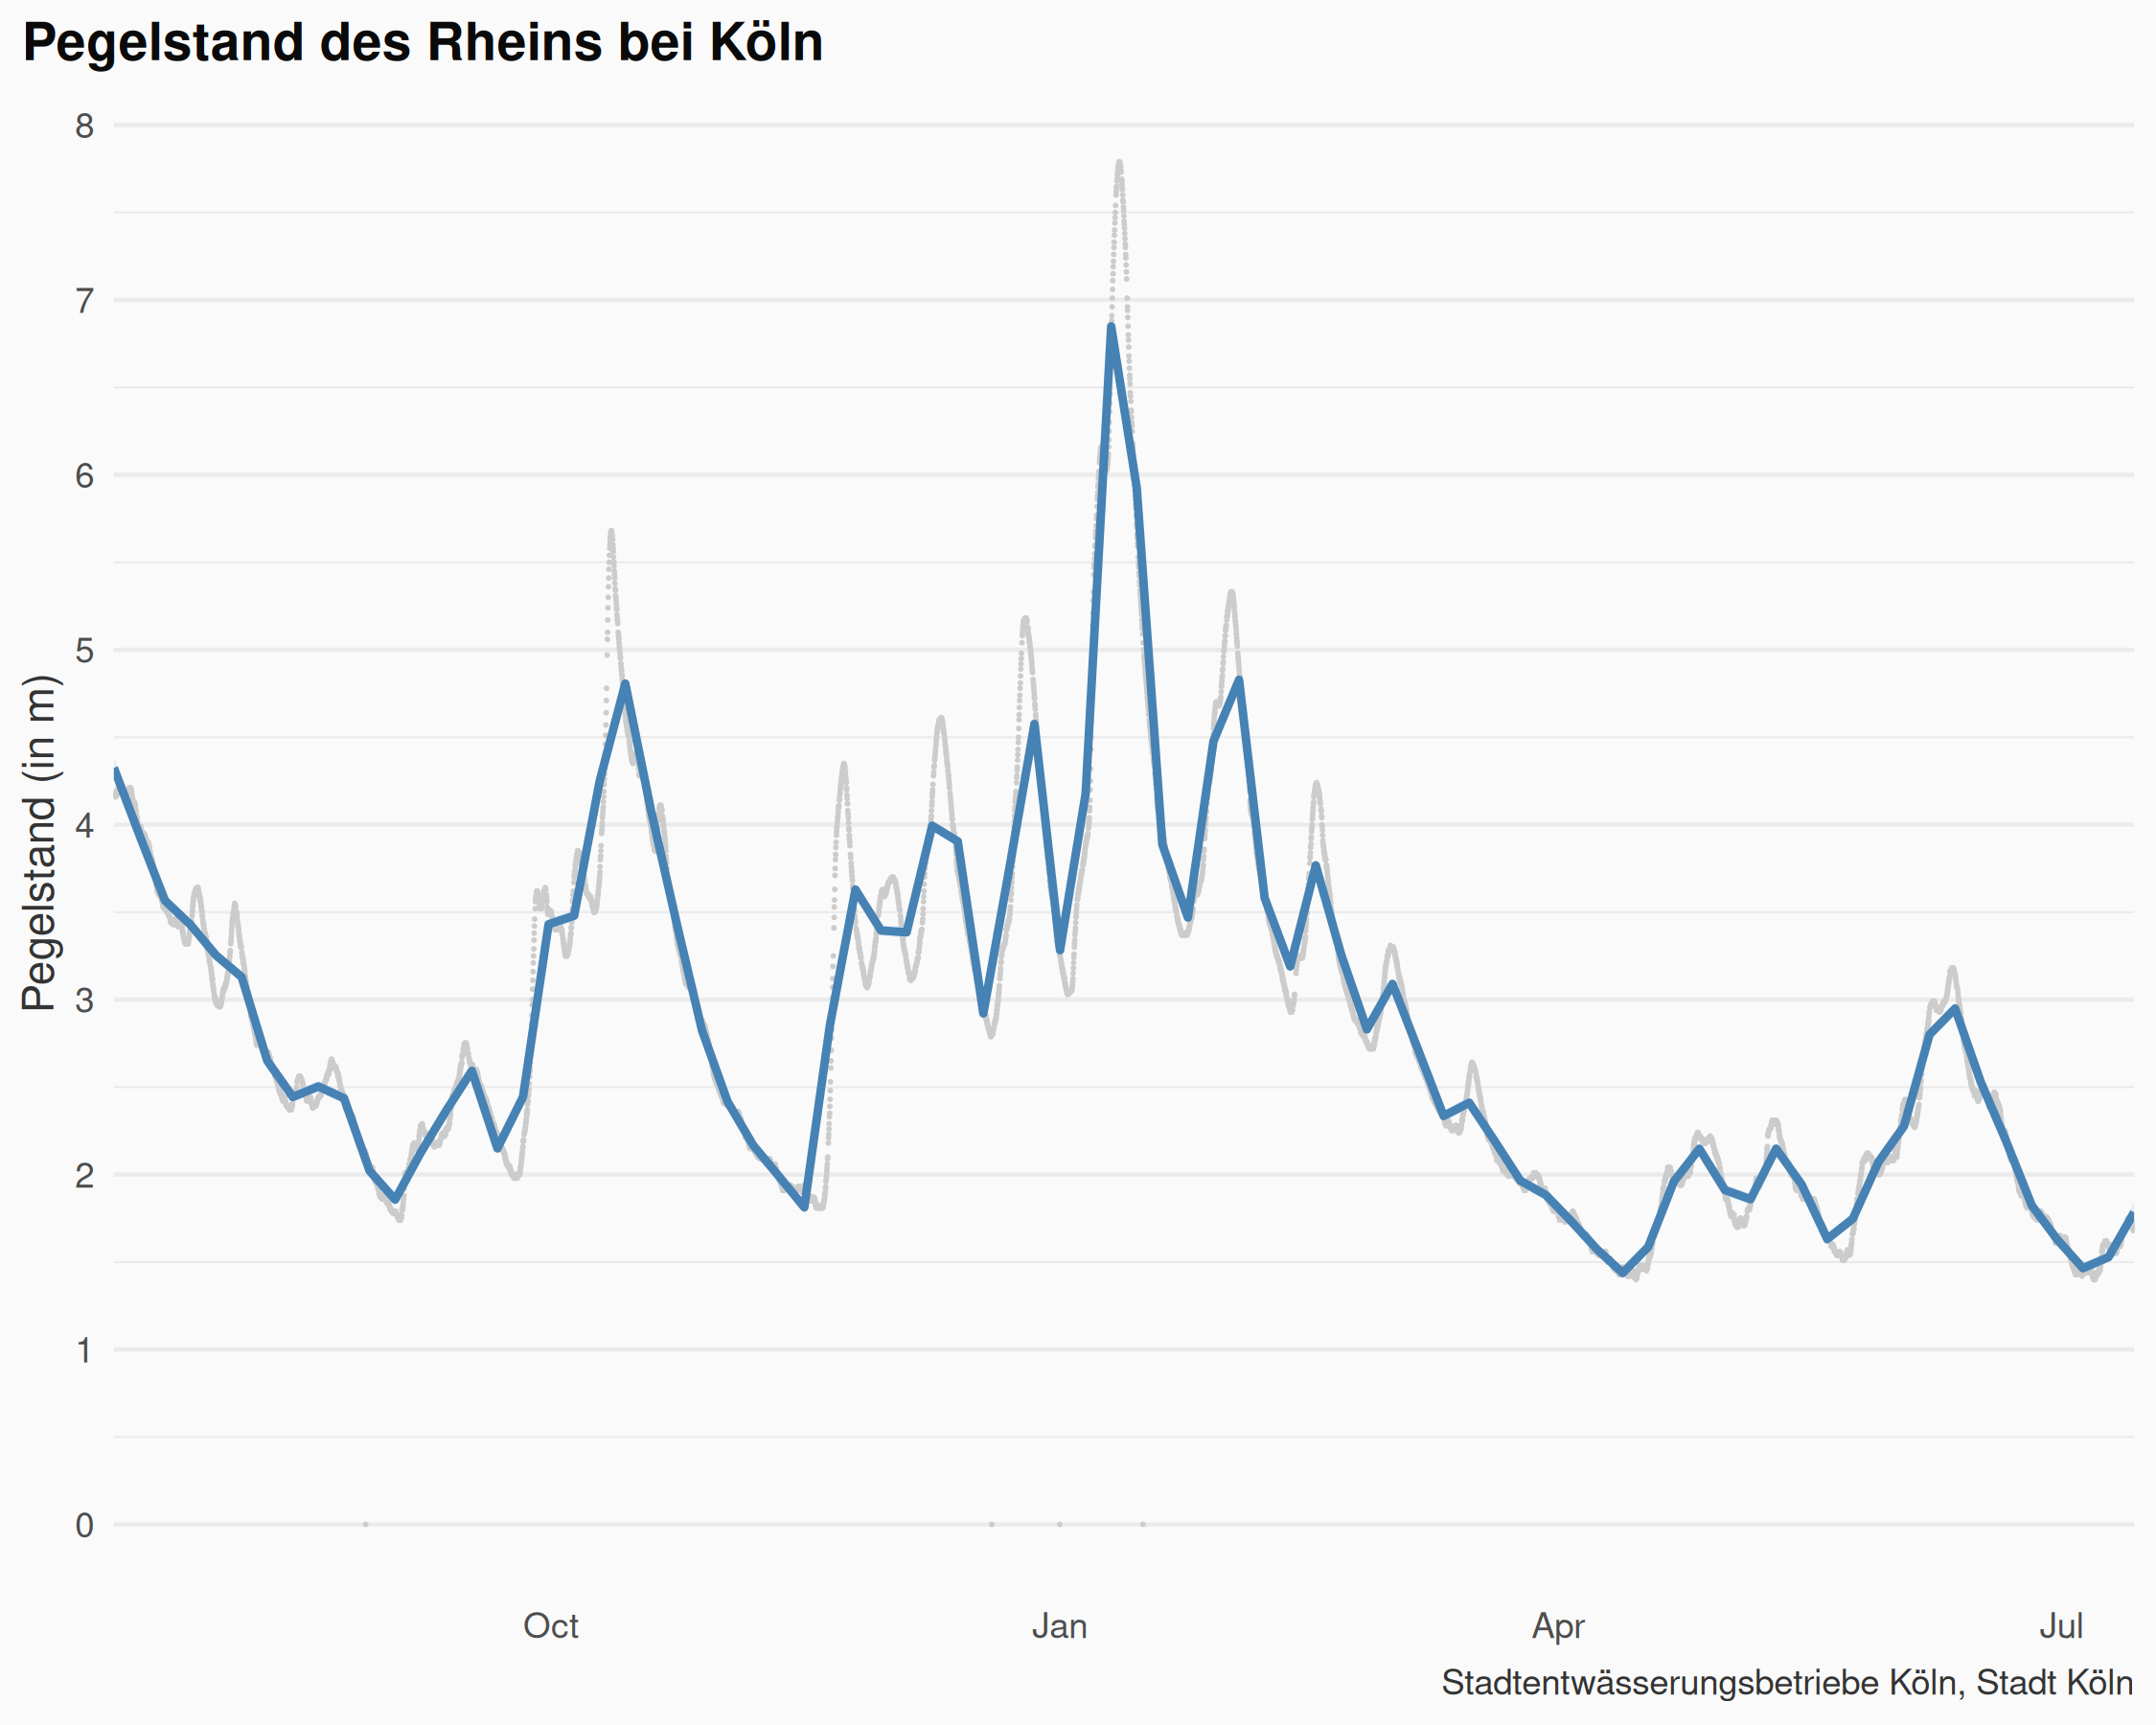 Pegelstand des Rheins bei Köln
8
7
6
5
4
3
2
1
0
Pegelstand (in m)
Oct Jan Apr Jul
Stadtentwässerungsbetriebe Köln, Stadt Köln